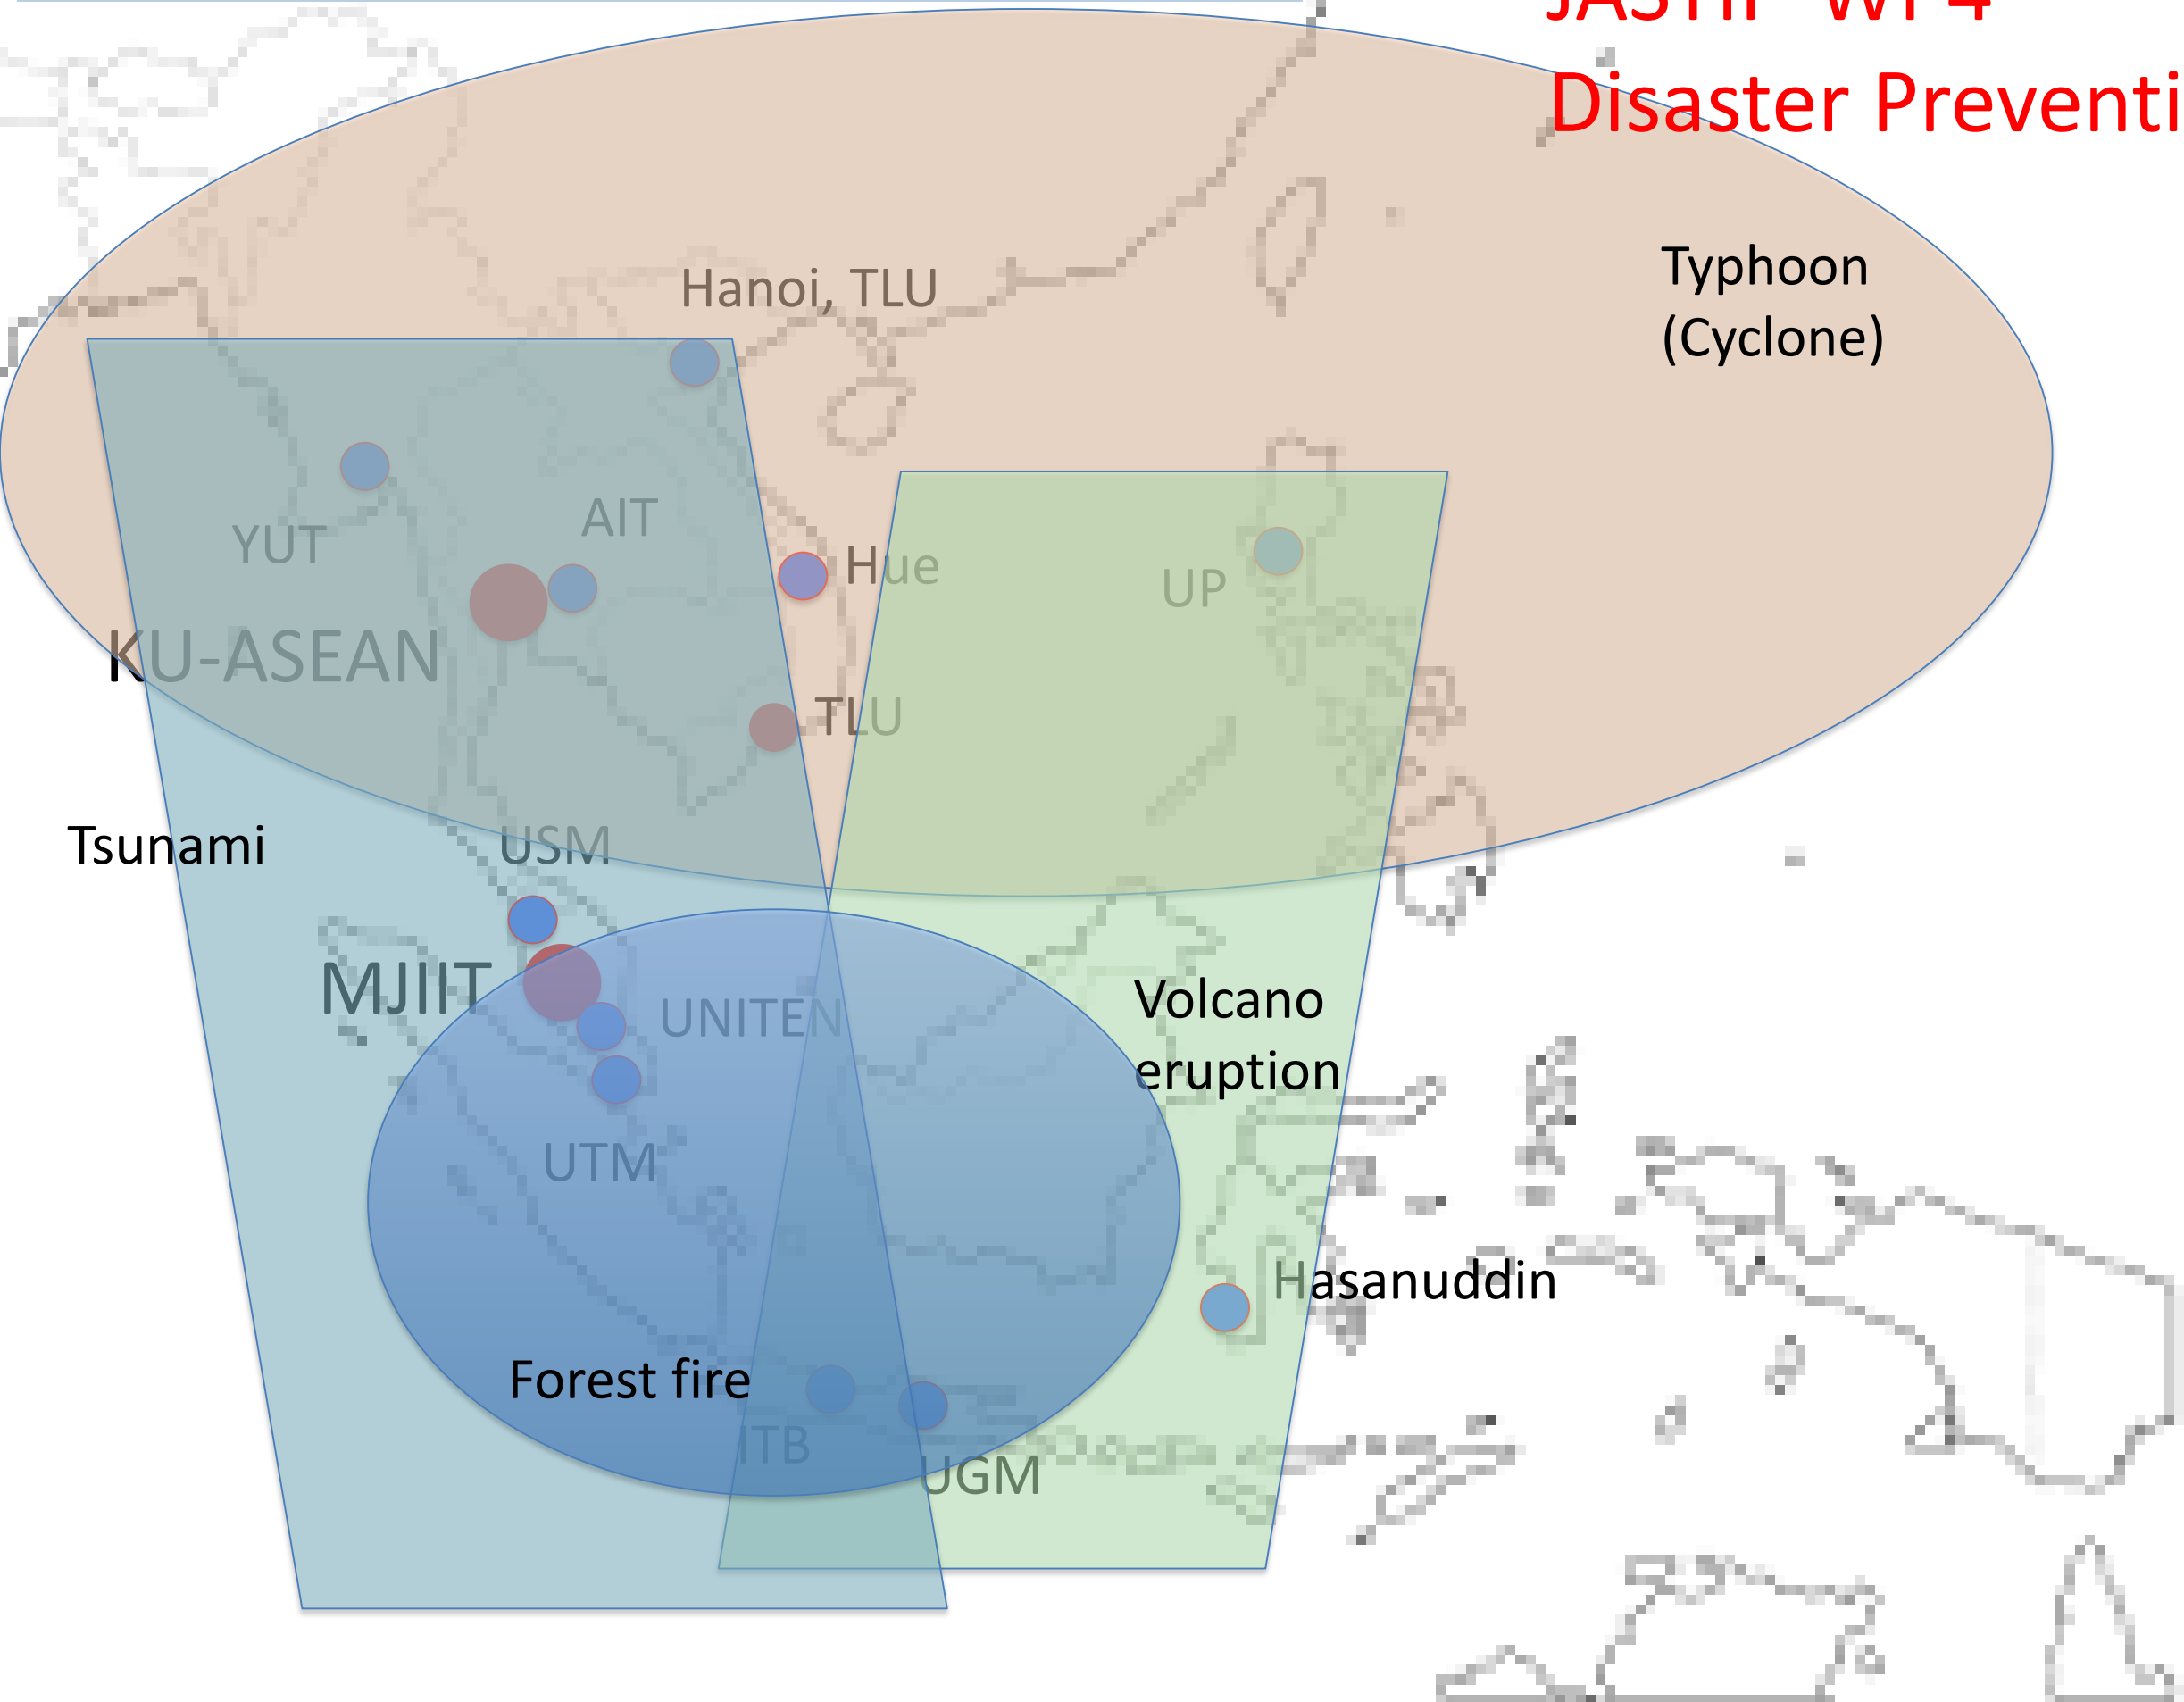 Disaster Preventi
Typhoon
(Cyclone)
Hanoi, TLU
YUT
AIT
Hue
UP
KU-ASEAN
TLU
Tsunami
USM
MJIIT
UNITEN
Volcano
eruption
UTM
Hasanuddin
Forest fire
ITB
UGM